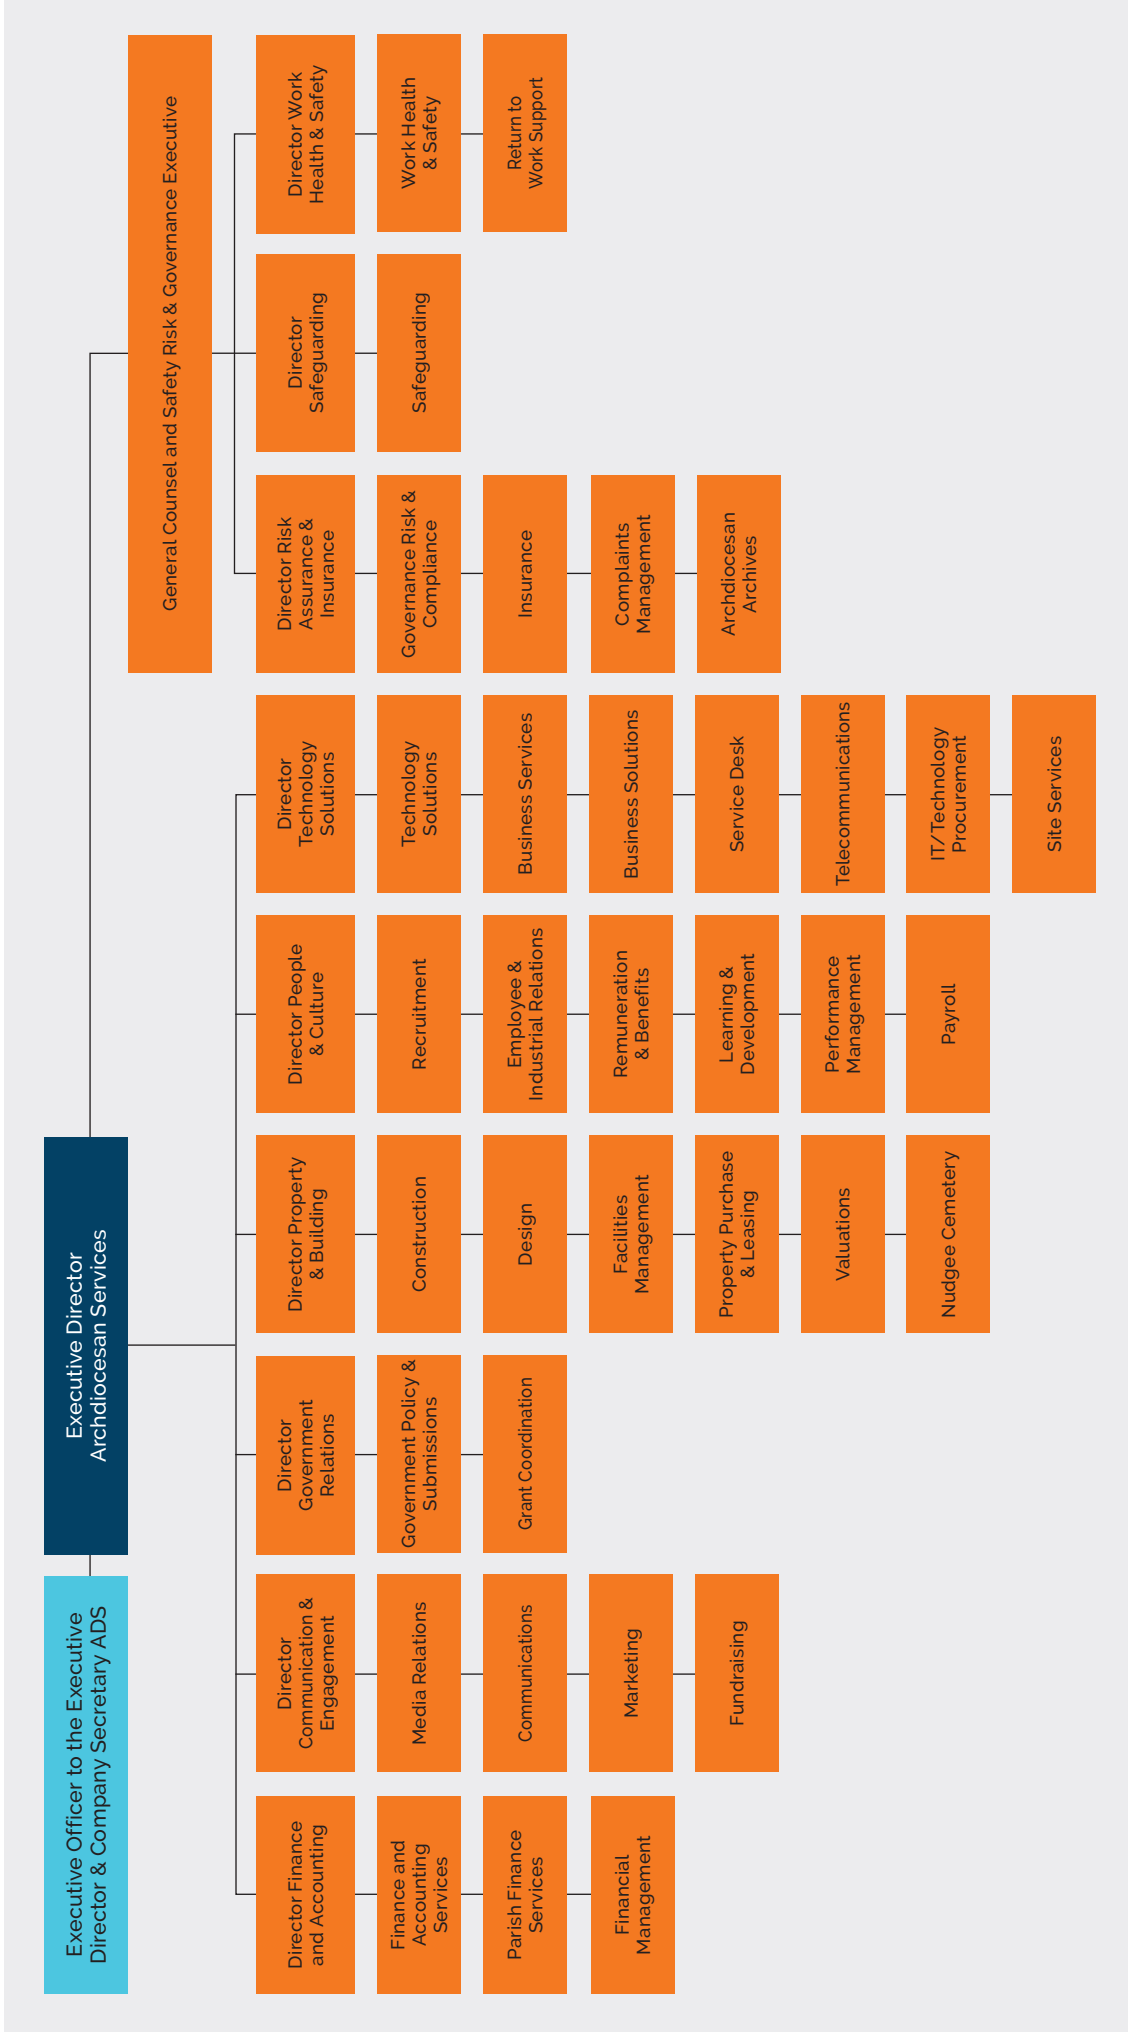 Executive Officer to the Executive
Director & Company Secretary ADS
Executive Director
Archdiocesan Services
General Counsel and Safety Risk & Governance Executive
Director Finance
and Accounting
Finance and
Accounting
Services
Parish Finance
Services
Financial
Management
Director
Communication &
Engagement
Media Relations
Communications
Marketing
Fundraising
Director
Government
Relations
Government Policy &
Submissions
Grant Coordination
Director Property
& Building
Construction
Design
Facilities
Management
Property Purchase
& Leasing
Valuations
Nudgee Cemetery
Director People
& Culture
Recruitment
Employee &
Industrial Relations
Remuneration
& Benefits
Learning &
Development
Performance
Management
Payroll
Director
Technology
Solutions
Technology
Solutions
Business Services
Business Solutions
Service Desk
Telecommunications
IT/Technology
Procurement
Site Services
Director Risk
Assurance &
Insurance
Governance Risk &
Compliance
Insurance
Complaints
Management
Archdiocesan
Archives
Director
Safeguarding
Safeguarding
Director Work
Health & Safety
Work Health
& Safety
Return to
Work Support